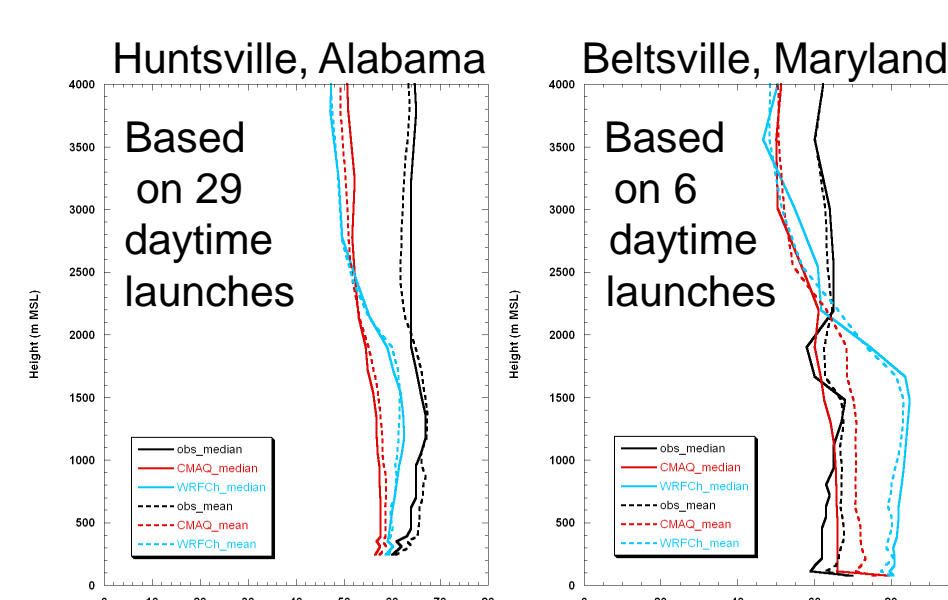 Huntsville, Alabama
4000
3500
3000
2500
2000
1500
1000
500
0
Height (m MSL)
Based
on 29
daytime
launches
obs_median
CMAQ_median
WRFCh_median
obs_mean
CMAQ_mean
WRFCh_mean
Beltsville, Maryland
4000
3500
3000
2500
2000
1500
1000
500
0
Height (m MSL)
Based
on 6
daytime
launches
obs_median
CMAQ_median
WRFCh_median
obs_mean
CMAQ_mean
WRFCh_mean